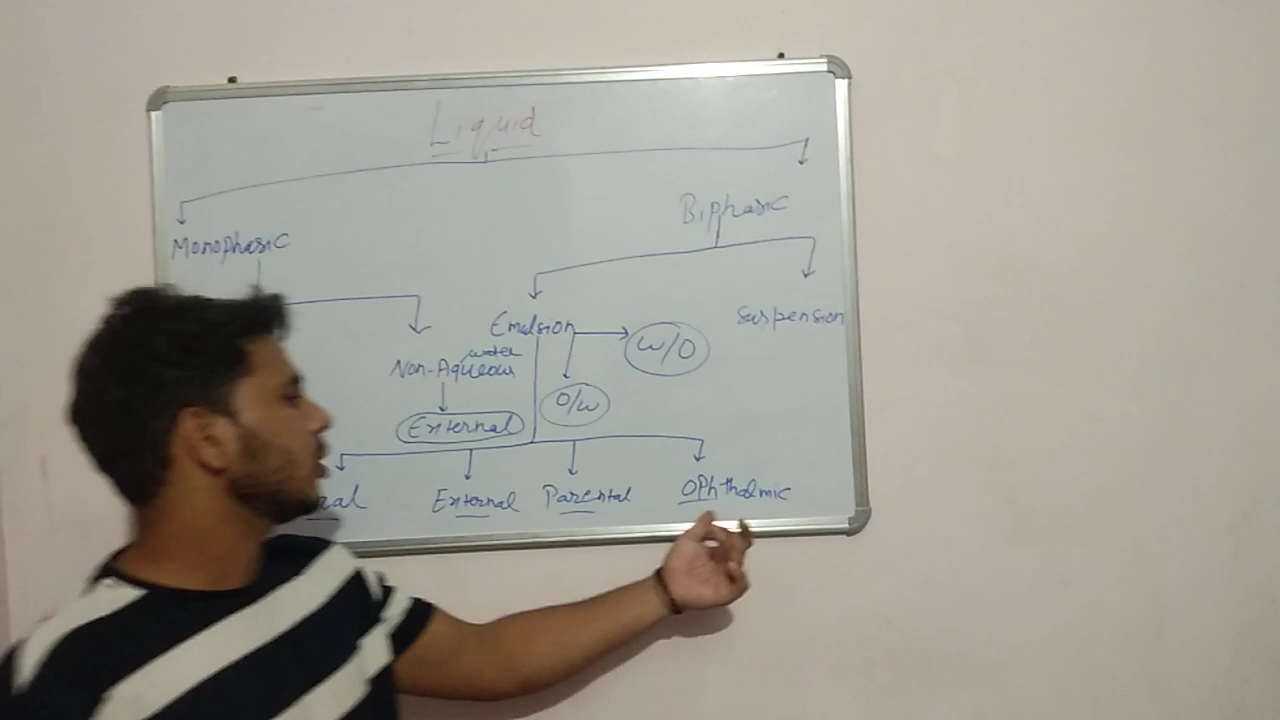 Liquid
Biphasic
Monophasic
Suspension
Emulsion
W/O
water
Non-Aqueous
O/W
External
External
Parental
Ophthalmic